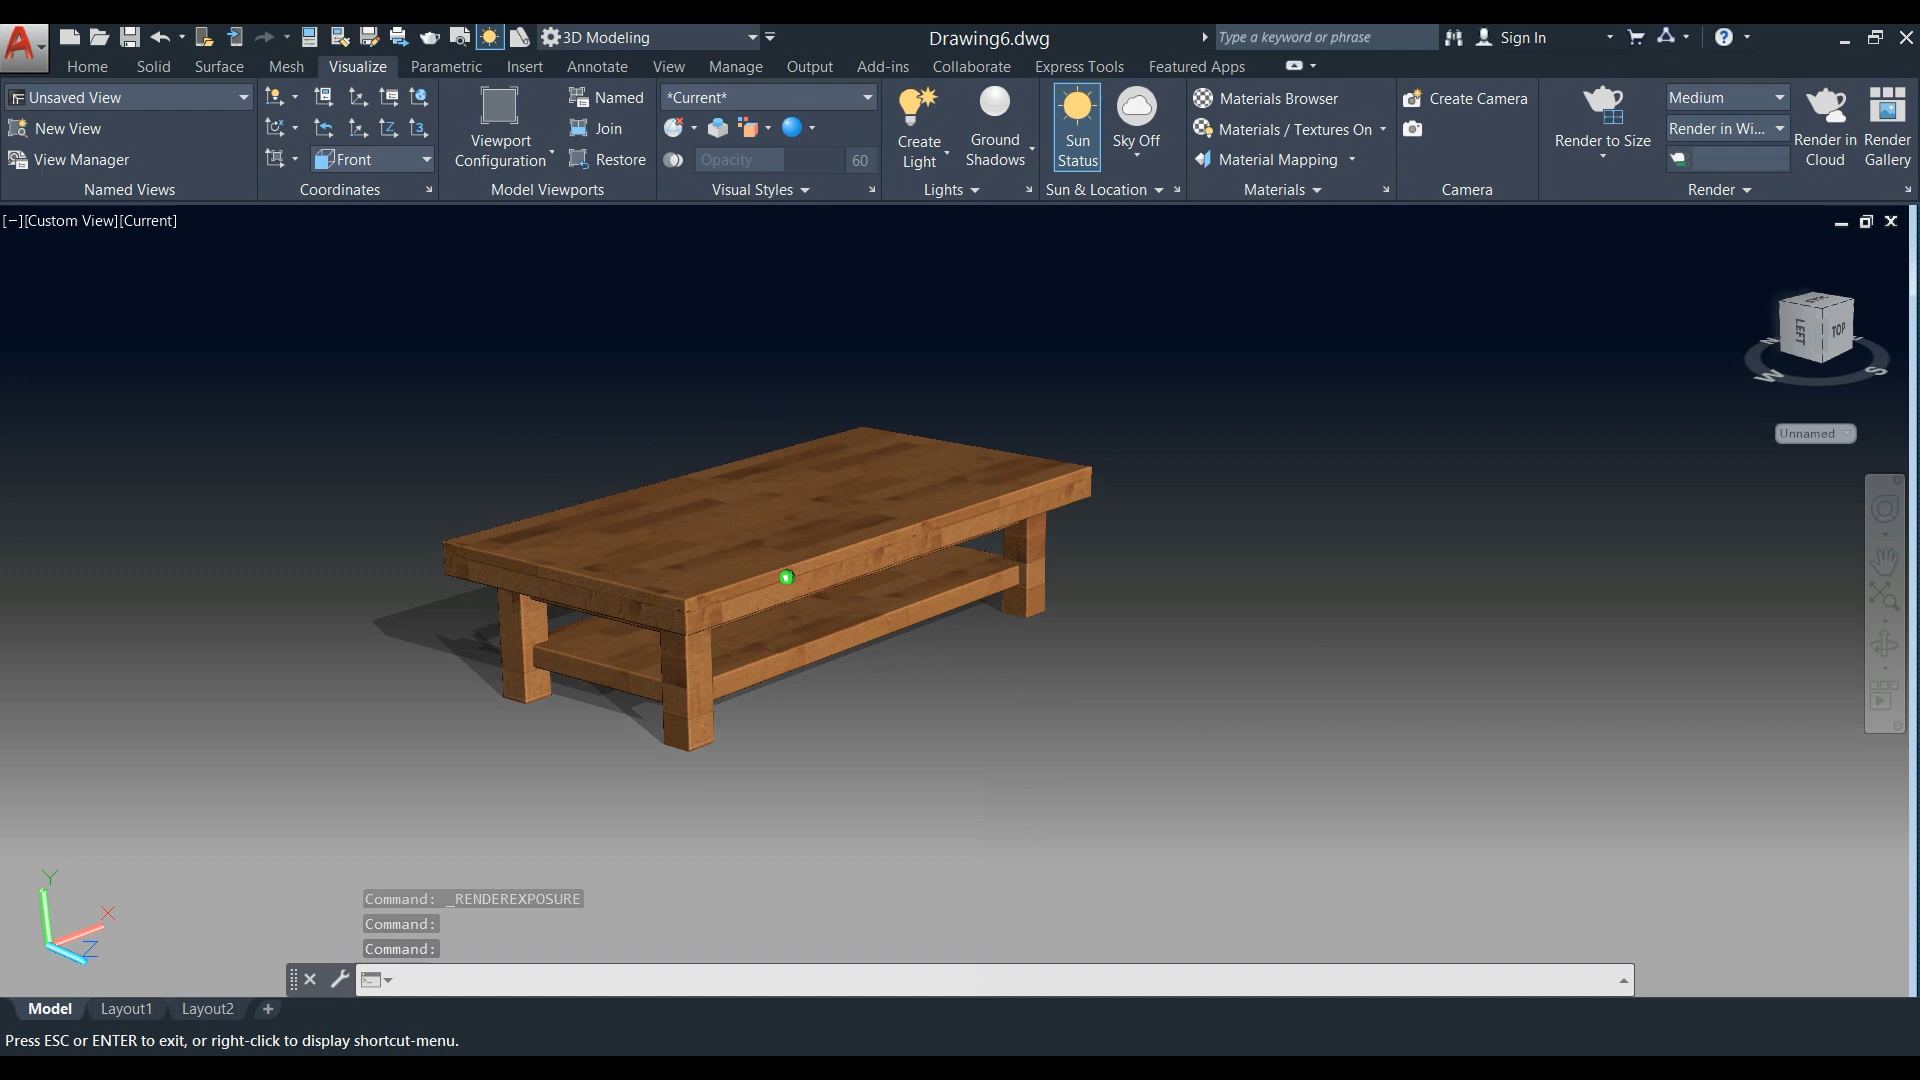 3D Modeling
Drawing6.dwg
Type a keyword or phrase
Sign In
Home Solid Surface Mesh Visualize Parametric Insert Annotate View Manage Output Add-ins Collaborate Express Tools Featured Apps
Unsaved View
New View
View Manager
Named Views
Front
Coordinates
Viewport
Configuration
Named
Join
Restore
Model Viewports
*Current*
Opacity 60
Visual Styles
Create
Light
Ground
Shadows
Lights
Sun
Status
Sky Off
Sun & Location
Materials Browser
Materials / Textures On
Material Mapping
Materials
Create Camera
Camera
Render to Size
Medium
Render in Wi...
Render in
Cloud
Render
Gallery
Render
[−][Custom View][Current]
LEFT TOP
W S
Unnamed
Y
X
Z
Command: _RENDEREXPOSURE
Command:
Command:
Model Layout1 Layout2 +
Press ESC or ENTER to exit, or right-click to display shortcut-menu.